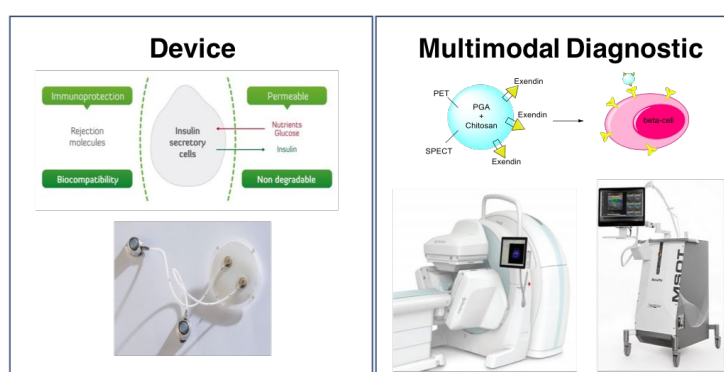 Device
Immunoprotection
Rejection
molecules
Biocompatibility
Insulin
secretory
cells
Permeable
Nutrients
Glucose
Insulin
Non degradable
Multimodal Diagnostic
PET
SPECT
PGA
+
Chitosan
Exendin
Exendin
Exendin
beta-cell
MSOT